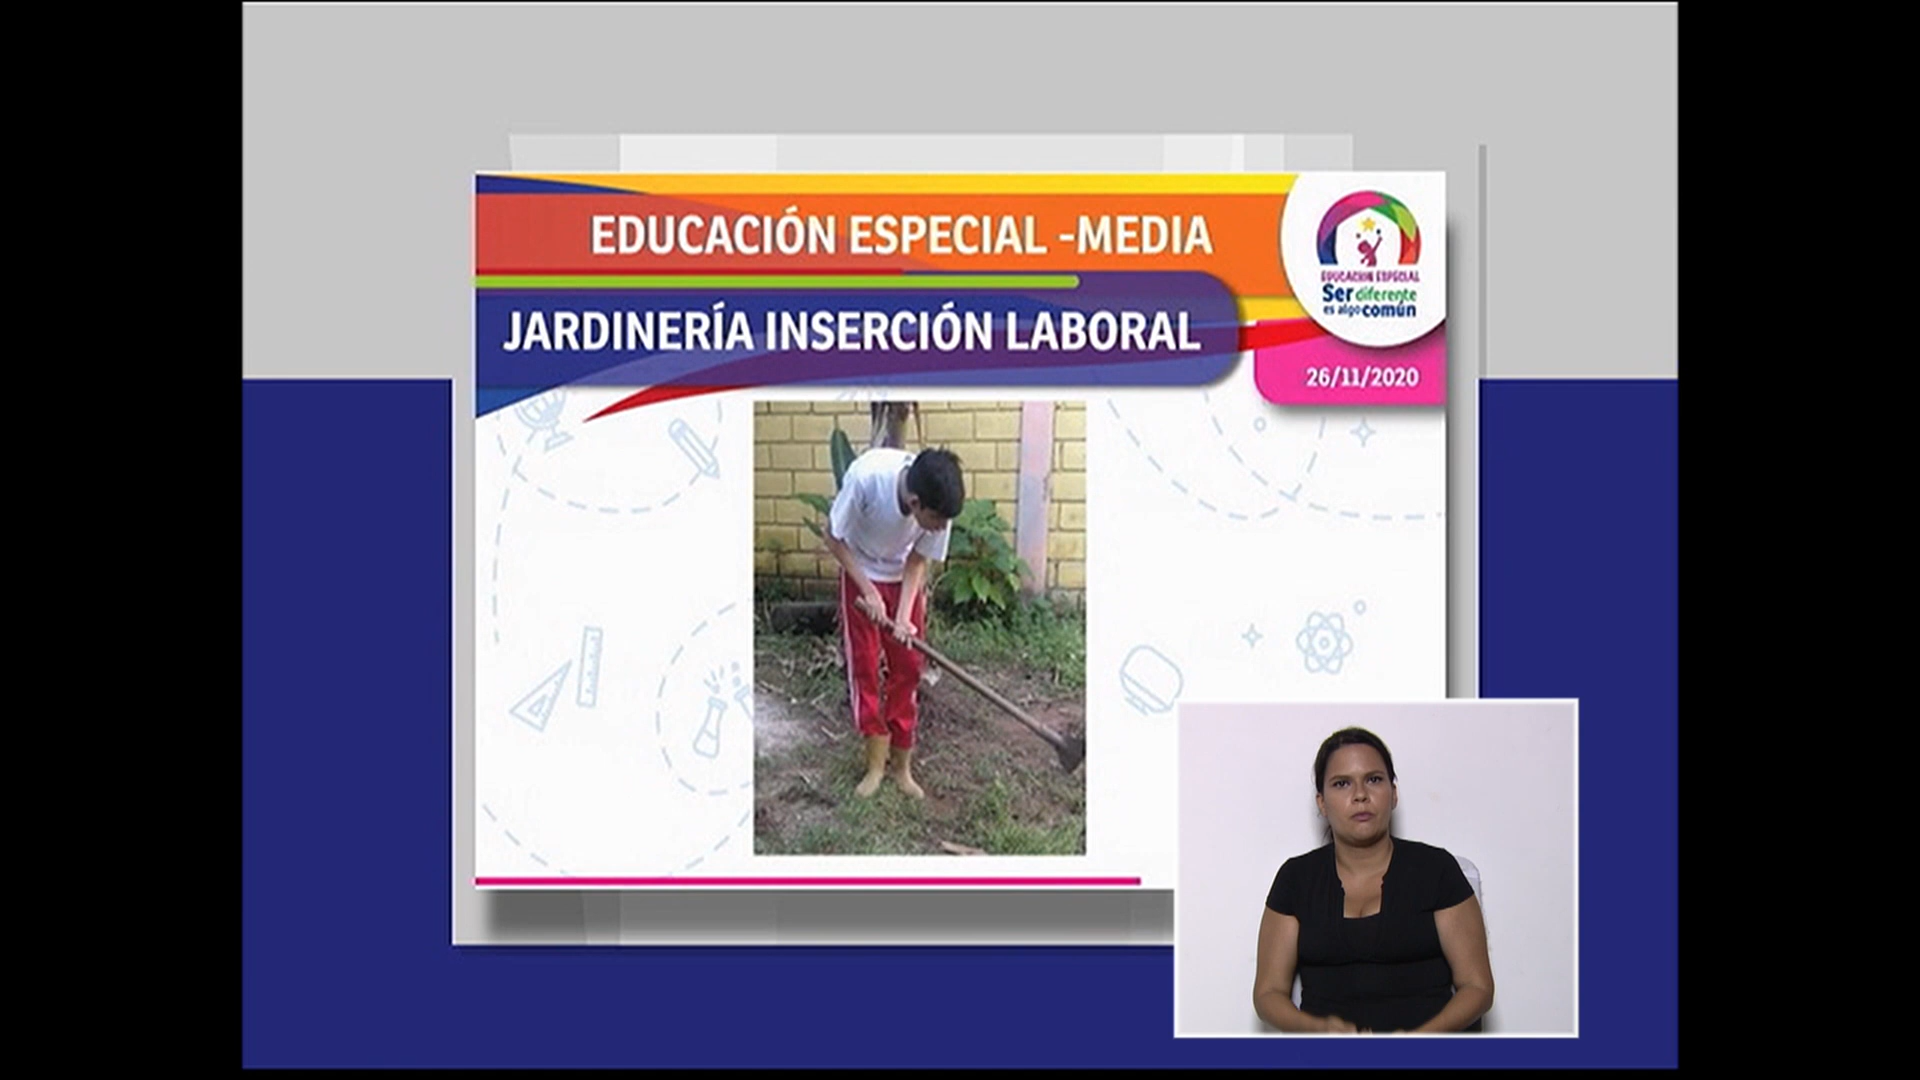 EDUCACIÓN ESPECIAL -MEDIA
JARDINERÍA INSERCIÓN LABORAL
EDUCACIÓN ESPECIAL
Ser diferente
es algo común
26/11/2020